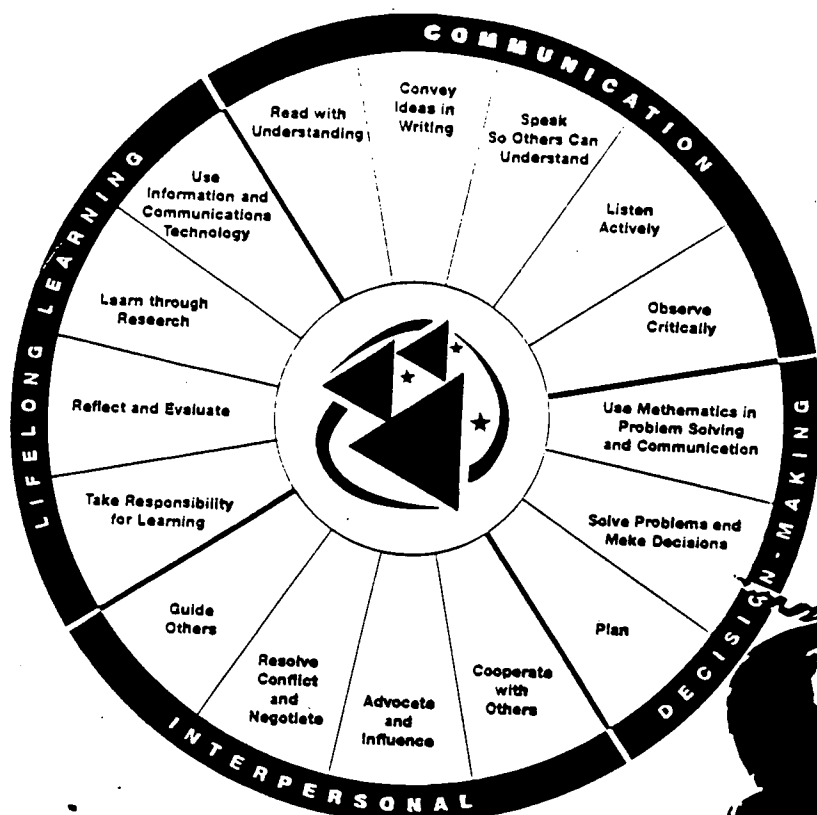 COMMUNICATION
Read with
Understanding
Convey
Ideas in
Writing
Speak
So Others Can
Understand
Listen
Actively
Observe
Critically
DECISION-MAKING
Use Mathematics in
Problem Solving
and Communication
Solve Problems and
Make Decisions
Plan
INTERPERSONAL
Cooperate
with
Others
Advocate
and
Influence
Resolve
Conflict
and
Negotiate
Guide
Others
LIFELONG LEARNING
Take Responsibility
for Learning
Reflect and Evaluate
Learn through
Research
Use
Information and
Communications
Technology